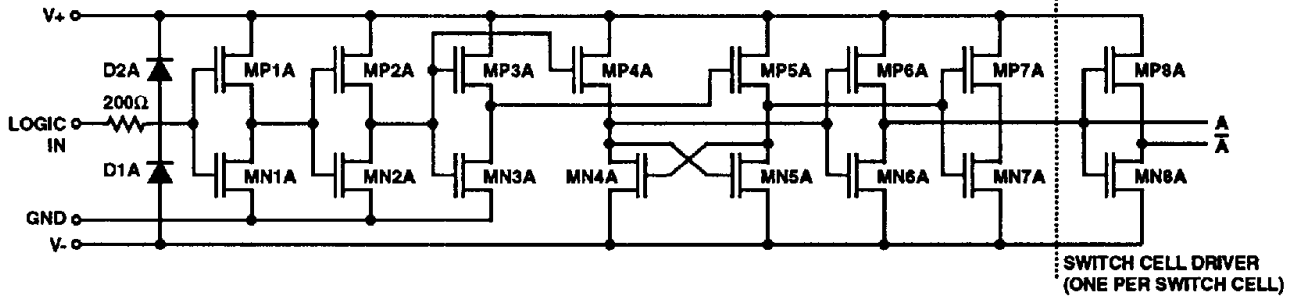 V+
D2A
200Ω
LOGIC
IN
D1A
GND
V-
MP1A
MP2A
MP3A
MP4A
MP5A
MP6A
MP7A
MP8A
MN1A
MN2A
MN3A
MN4A
MN5A
MN6A
MN7A
MN8A
A
A̅
SWITCH CELL DRIVER
(ONE PER SWITCH CELL)